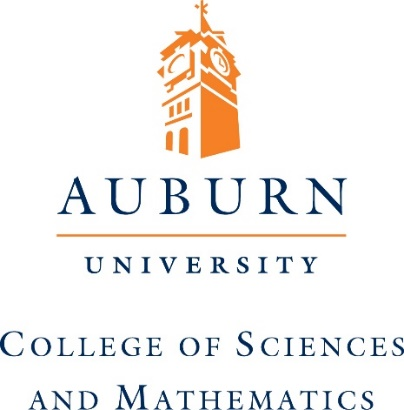 AUBURN
UNIVERSITY
COLLEGE OF SCIENCES
AND MATHEMATICS